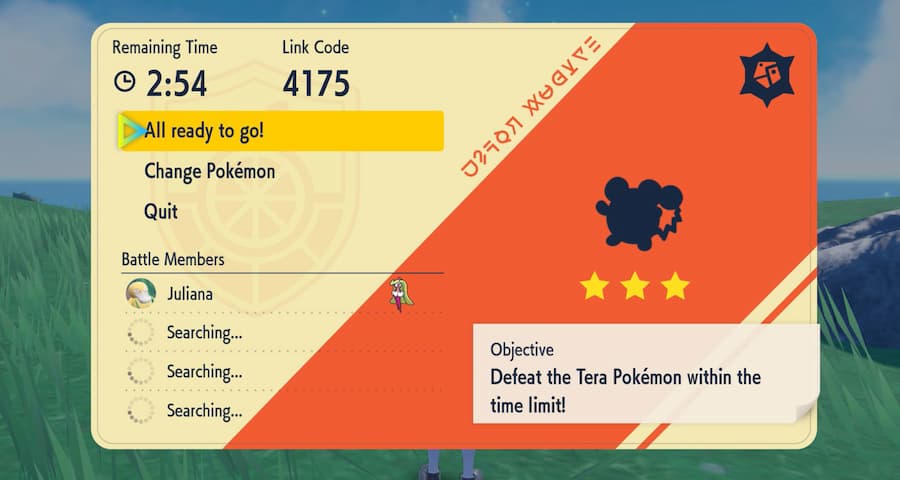 Remaining Time
2:54
Link Code
4175
All ready to go!
Change Pokémon
Quit
Battle Members
Juliana
Searching...
Searching...
Searching...
Objective
Defeat the Tera Pokémon within the
time limit!